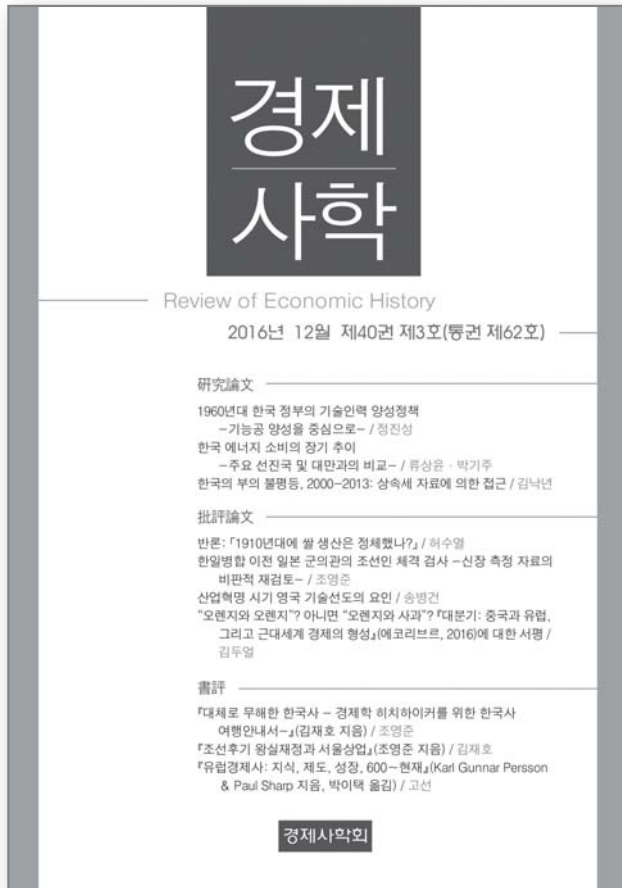 경제
사학
Review of Economic History
2016년 12월 제40권 제3호(통권 제62호)
硏究論文
1960년대 한국 정부의 기술인력 양성정책
-기능공 양성을 중심으로- / 정진성
한국 에너지 소비의 장기 추이
-주요 선진국 및 대만과의 비교- / 류상윤·박기주
한국의 부의 불평등, 2000-2013: 상속세 자료에 의한 접근 / 김낙년
批評論文
반론: 「1910년대에 쌀 생산은 정체했나?」 / 허수열
한일병합 이전 일본 군의관의 조선인 체격 검사 -신장 측정 자료의
비판적 재검토- / 조영준
산업혁명 시기 영국 기술선도의 요인 / 송병건
“오렌지와 오렌지”? 아니면 “오렌지와 사과”? 『대분기: 중국과 유럽,
그리고 근대세계 경제의 형성』(에코리브르, 2016)에 대한 서평 /
김두얼
書評
『대체로 무해한 한국사 - 경제학 히치하이커를 위한 한국사
여행안내서-』(김재호 지음) / 조영준
『조선후기 왕실재정과 서울상업』(조영준 지음) / 김재호
『유럽경제사: 지식, 제도, 성장, 600~현재』(Karl Gunnar Persson
& Paul Sharp 지음, 박이택 옮김) / 고선
경제사학회